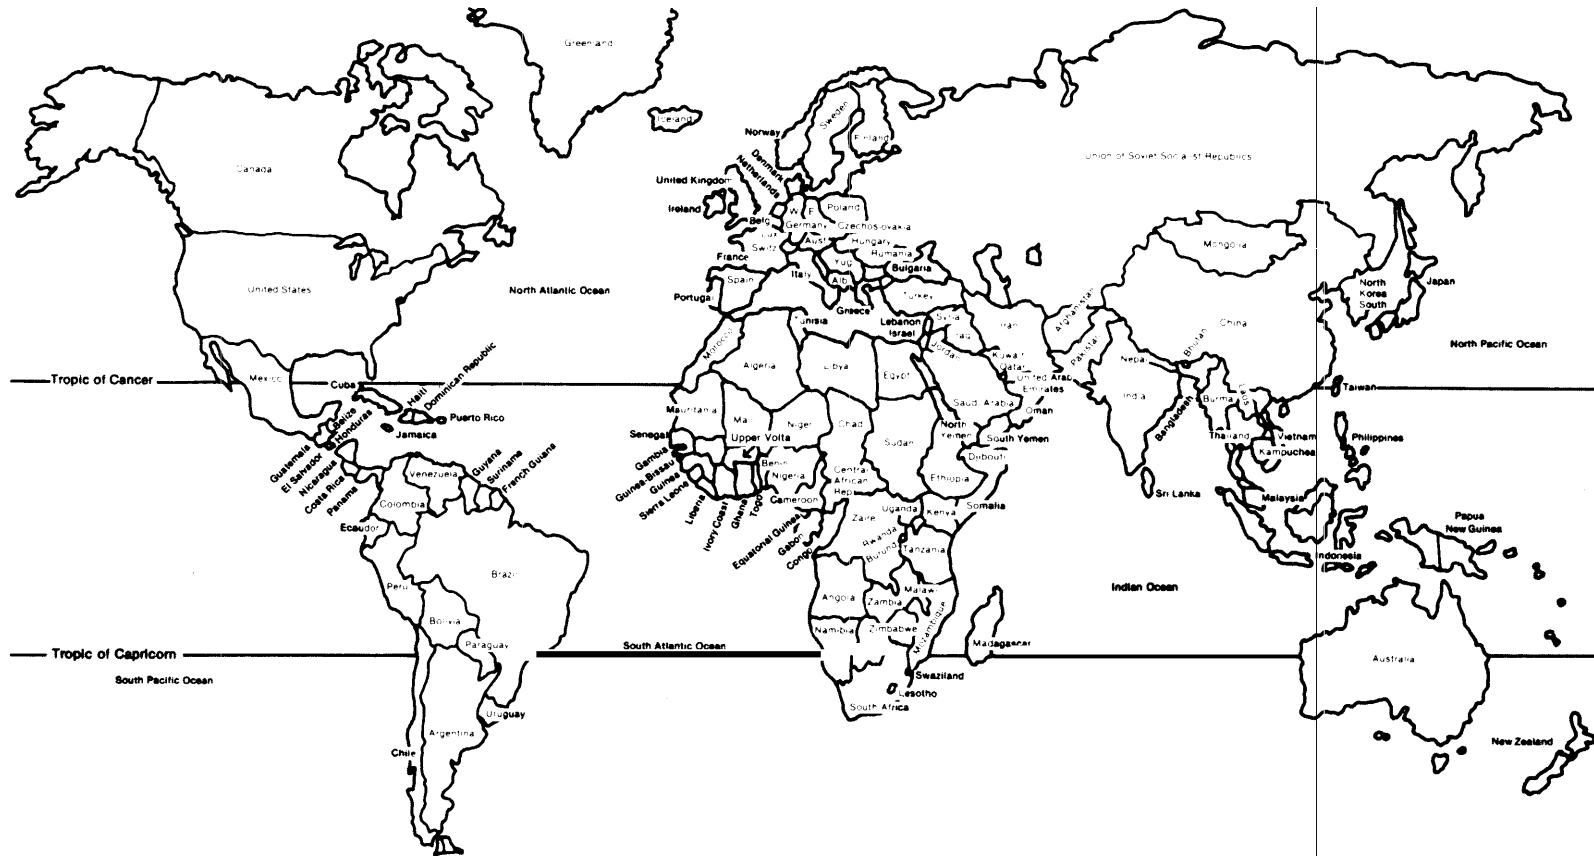 Greenland
Iceland
Norway
Sweden
Finland
Canada
Union of Soviet Socialist Republics
Denmark
Netherlands
United Kingdom
Ireland
Belg
Lux
W
E
Germany
Poland
Czechoslovakia
Switz
Aust
Hungary
Rumania
France
Yug
Bulgaria
Italy
Alb
Spain
Portugal
Greece
Turkey
Mongolia
United States
North Atlantic Ocean
North
Korea
South
Japan
China
Tunisia
Lebanon
Israel
Syria
Iraq
Iran
Afghanistan
Morocco
Jordan
Kuwait
Qatar
Pakistan
Nepal
Bhutan
North Pacific Ocean
Algeria
Libya
Egypt
United Arab
Emirates
Tropic of Cancer
Mexico
Cuba
Haiti
Dominican Republic
Taiwan
Puerto Rico
Jamaica
Belize
Honduras
Guatemala
El Salvador
Nicaragua
Costa Rica
Panama
Mauritania
Mali
Niger
Chad
Sudan
Saudi Arabia
Oman
India
Bangladesh
Burma
Laos
North
Yemen
South Yemen
Thailand
Vietnam
Kampuchea
Philippines
Senegal
Gambia
Guinea-Bissau
Guinea
Sierra Leone
Liberia
Ivory Coast
Ghana
Togo
Upper Volta
Benin
Nigeria
Central
African
Rep
Djibouti
Ethiopia
Venezuela
Guyana
Suriname
French Guiana
Colombia
Ecuador
Cameroon
Equatorial Guinea
Gabon
Congo
Zaire
Uganda
Kenya
Somalia
Rwanda
Burundi
Tanzania
Sri Lanka
Malaysia
Indonesia
Papua
New Guinea
Brazil
Peru
Bolivia
Indian Ocean
Angola
Zambia
Malawi
Namibia
Zimbabwe
Mozambique
Madagascar
Paraguay
Tropic of Capricorn
South Atlantic Ocean
South Pacific Ocean
Australia
Swaziland
Lesotho
South Africa
Uruguay
Argentina
Chile
New Zealand